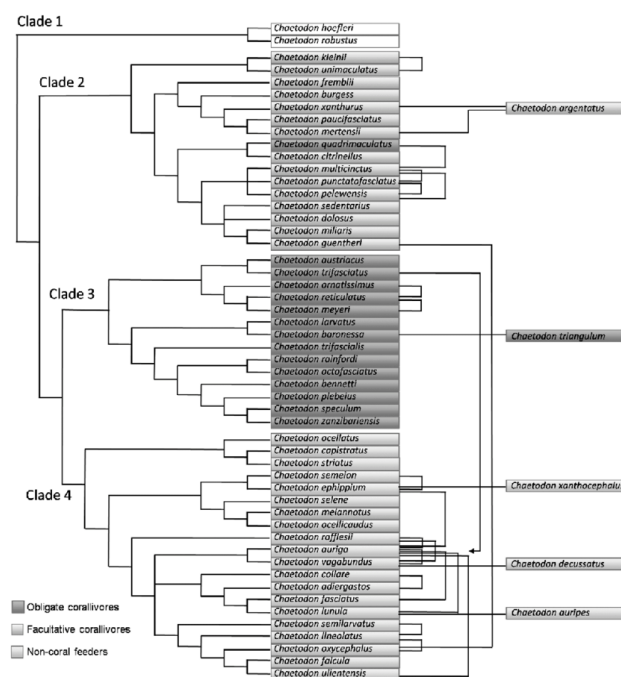 Clade 1
Chaetodon hoefleri
Chaetodon robustus
Clade 2
Chaetodon kleinii
Chaetodon unimaculatus
Chaetodon fremblii
Chaetodon burgess
Chaetodon xanthurus
Chaetodon argentatus
Chaetodon paucifasciatus
Chaetodon mertensii
Chaetodon quadrimaculatus
Chaetodon citrinellus
Chaetodon multicinctus
Chaetodon punctatofasciatus
Chaetodon pelewensis
Chaetodon sedentarius
Chaetodon dolosus
Chaetodon miliaris
Chaetodon guentheri
Clade 3
Chaetodon austriacus
Chaetodon trifasciatus
Chaetodon ornatissimus
Chaetodon reticulatus
Chaetodon meyeri
Chaetodon larvatus
Chaetodon baronessa
Chaetodon triangulum
Chaetodon trifascialis
Chaetodon rainfordi
Chaetodon octofasciatus
Chaetodon bennetti
Chaetodon plebeius
Chaetodon speculum
Chaetodon zanzibariensis
Clade 4
Chaetodon ocellatus
Chaetodon capistratus
Chaetodon striatus
Chaetodon semeion
Chaetodon ephippium
Chaetodon xanthocephalu
Chaetodon selene
Chaetodon melannotus
Chaetodon ocellicaudus
Chaetodon rafflesii
Chaetodon auriga
Chaetodon vagabundus
Chaetodon decussatus
Chaetodon collare
Chaetodon adiergastos
Chaetodon fasciatus
Chaetodon lunula
Chaetodon auripes
Chaetodon semilarvatus
Chaetodon lineolatus
Chaetodon oxycephalus
Chaetodon falcula
Chaetodon ulientensis
Obligate corallivores
Facultative corallivores
Non-coral feeders